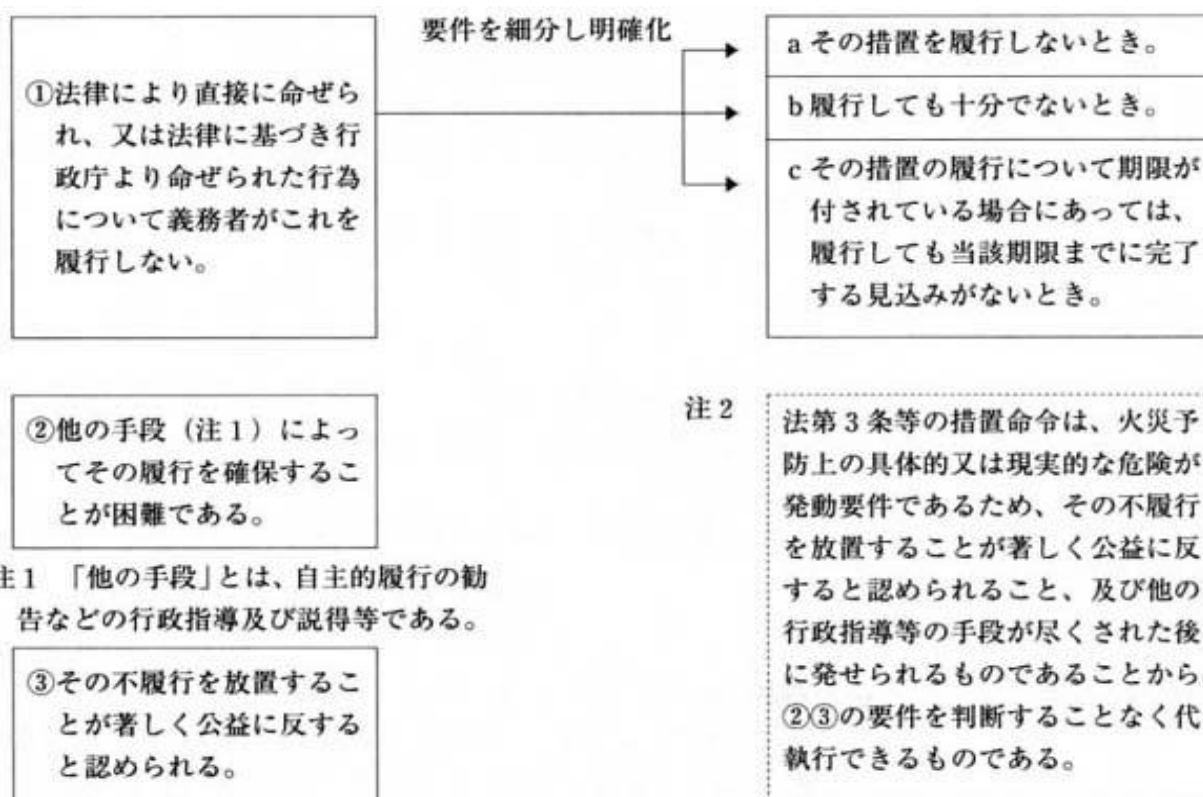 要件を細分し明確化
①法律により直接に命ぜら
れ、又は法律に基づき行
政庁より命ぜられた行為
について義務者がこれを
履行しない。
a その措置を履行しないとき。
b 履行しても十分でないとき。
c その措置の履行について期限が
付されている場合にあっては、
履行しても当該期限までに完了
する見込みがないとき。
②他の手段（注1）によっ
てその履行を確保するこ
とが困難である。
注1 「他の手段」とは、自主的履行の勧
告などの行政指導及び説得等である。
③その不履行を放置するこ
とが著しく公益に反する
と認められる。
注2
法第3条等の措置命令は、火災予
防上の具体的又は現実的な危険が
発動要件であるため、その不履行
を放置することが著しく公益に反
すると認められること、及び他の
行政指導等の手段が尽くされた後
に発せられるものであることから、
②③の要件を判断することなく代
執行できるものである。